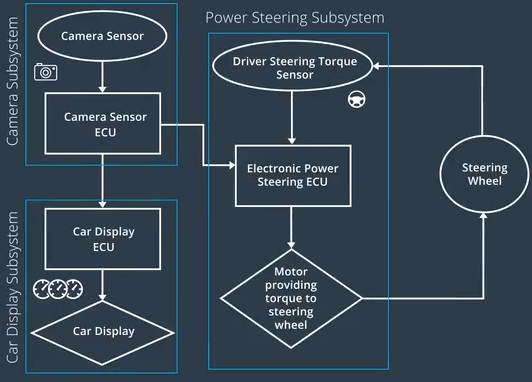 Power Steering Subsystem
Camera Subsystem
Camera Sensor
Camera Sensor
ECU
Car Display Subsystem
Car Display
ECU
Car Display
Driver Steering Torque
Sensor
Electronic Power
Steering ECU
Motor
providing
torque to
steering
wheel
Steering
Wheel